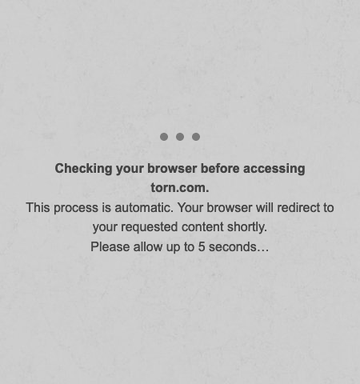 Checking your browser before accessing
torn.com.
This process is automatic. Your browser will redirect to
your requested content shortly.
Please allow up to 5 seconds…